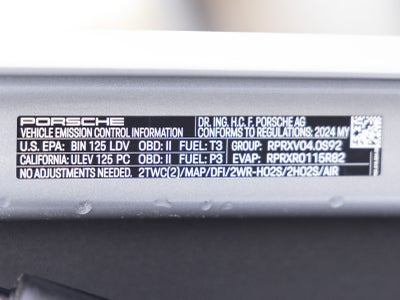 PORSCHE DR. ING. H.C. F. PORSCHE AG
VEHICLE EMISSION CONTROL INFORMATION CONFORMS TO REGULATIONS: 2024 MY
U.S. EPA: BIN 125 LDV OBD: II FUEL: T3 GROUP: RPRXV04.0S92
CALIFORNIA: ULEV 125 PC OBD: II FUEL: P3 EVAP: RPRXR0115R82
NO ADJUSTMENTS NEEDED. 2TWC(2)/MAP/DFI/2WR-HO2S/2HO2S/AIR